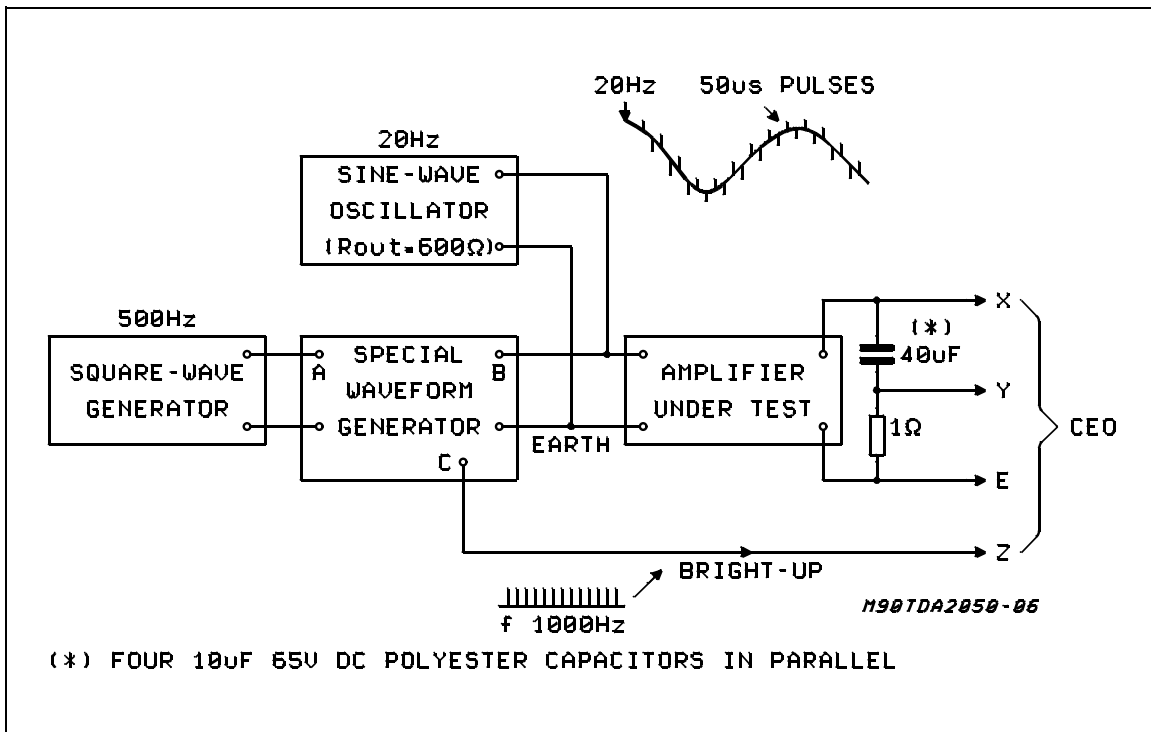 20Hz 50us PULSES
20Hz
SINE-WAVE
OSCILLATOR
(Rout=600Ω)
500Hz
SQUARE-WAVE
GENERATOR
A
SPECIAL
WAVEFORM
GENERATOR
B
C
EARTH
AMPLIFIER
UNDER TEST
(*)
40uF
1Ω
X
Y
E
Z
CEO
BRIGHT-UP
f 1000Hz
M90TDA2050-06
(*) FOUR 10uF 65V DC POLYESTER CAPACITORS IN PARALLEL